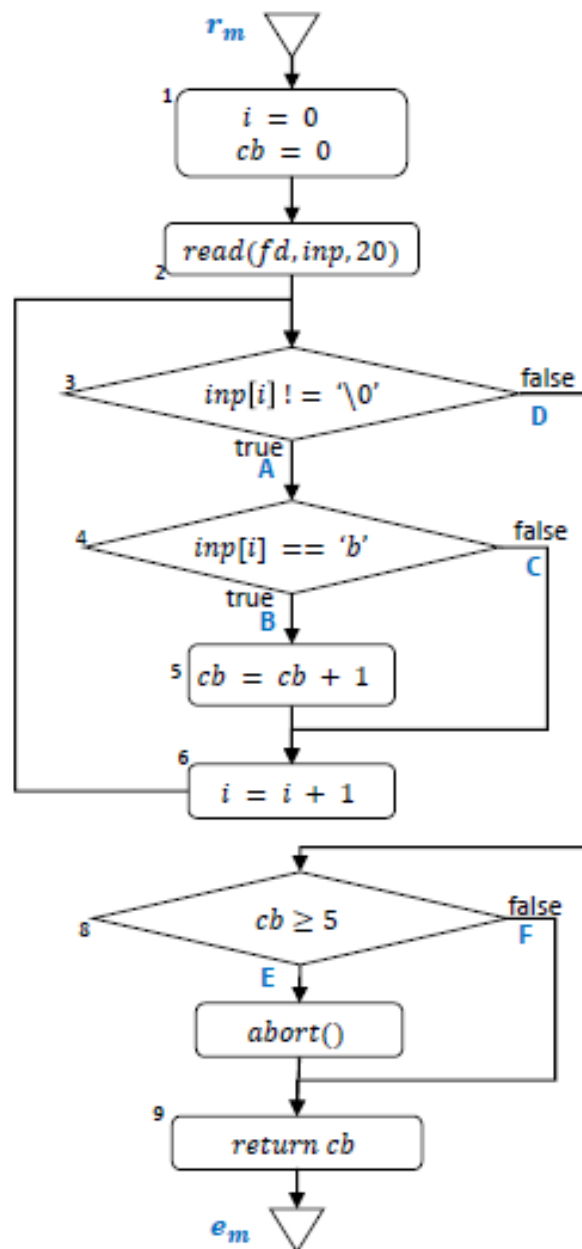 r_m
1
i = 0
cb = 0
read(fd, inp, 20)
2
3
inp[i] ! = ‘\0’
false
D
true
A
4
inp[i] == ‘b’
false
C
true
B
5
cb = cb + 1
6
i = i + 1
8
cb ≥ 5
false
F
E
abort()
9
return cb
e_m